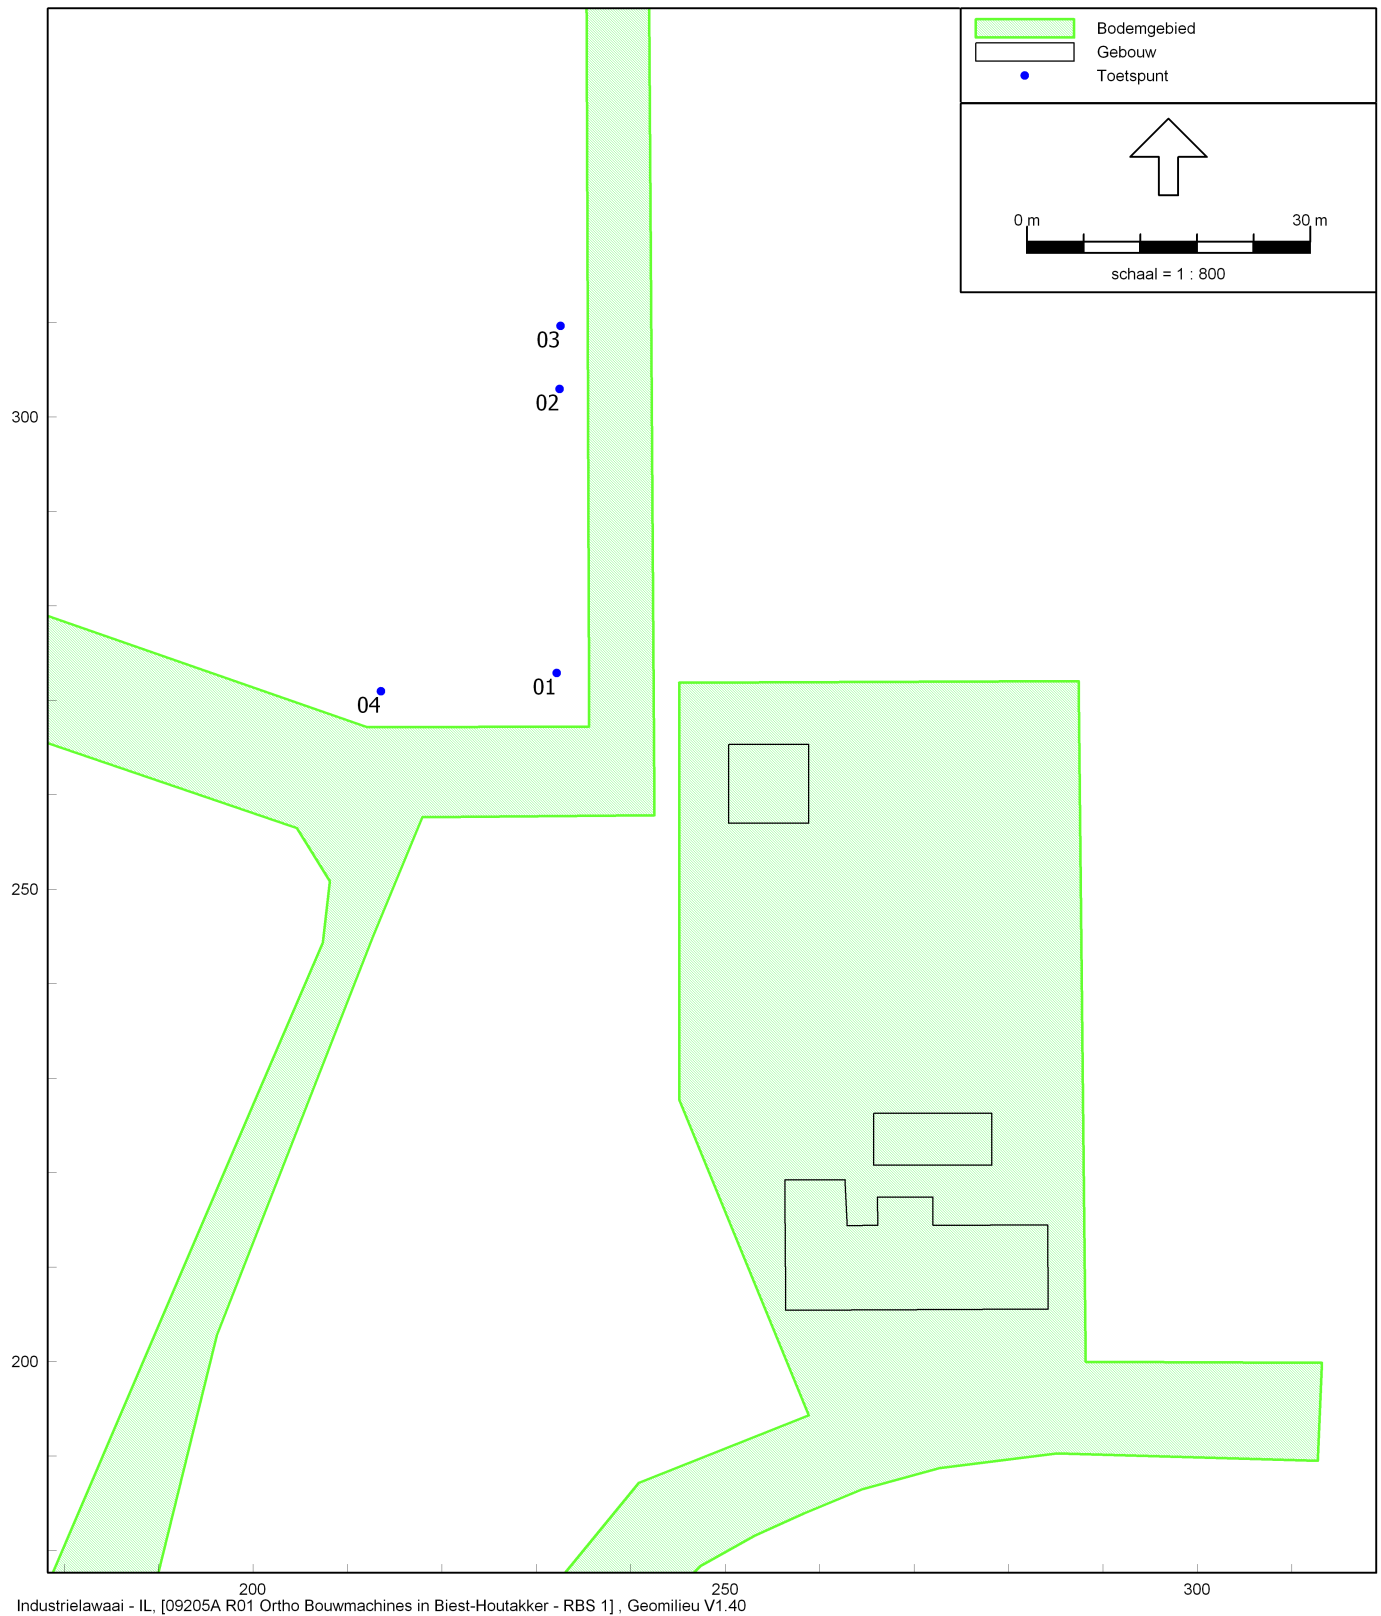 Bodemgebied
Gebouw
Toetspunt
0 m 30 m
schaal = 1 : 800
03
02
300
01
04
250
200
200 250 300
Industrielawaai - IL, [09205A R01 Ortho Bouwmachines in Biest-Houtakker - RBS 1] , Geomilieu V1.40